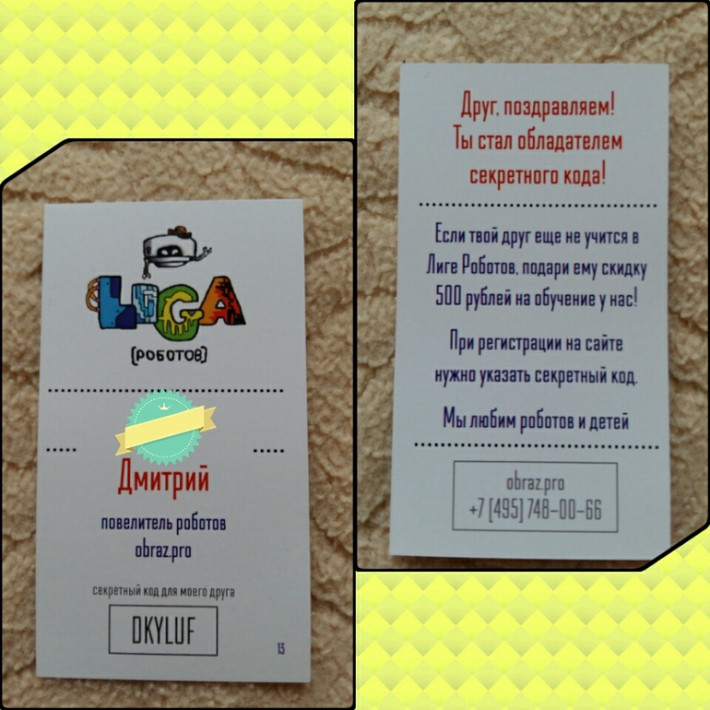 LIGA
[РОБОТОВ]
Дмитрий
повелитель роботов
obraz.pro
секретный код для моего друга
DKYLUF
13
Друг, поздравляем!
Ты стал обладателем
секретного кода!
Если твой друг еще не учится в
Лиге Роботов, подари ему скидку
500 рублей на обучение у нас!
При регистрации на сайте
нужно указать секретный код.
Мы любим роботов и детей
obraz.pro
+7 [495] 748-00-66